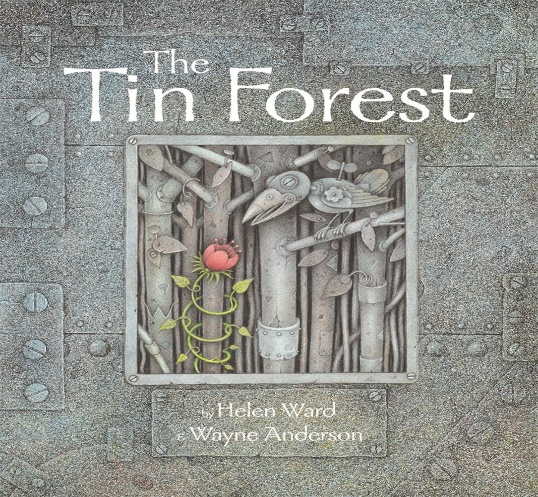 The
Tin Forest
by Helen Ward
& Wayne Anderson